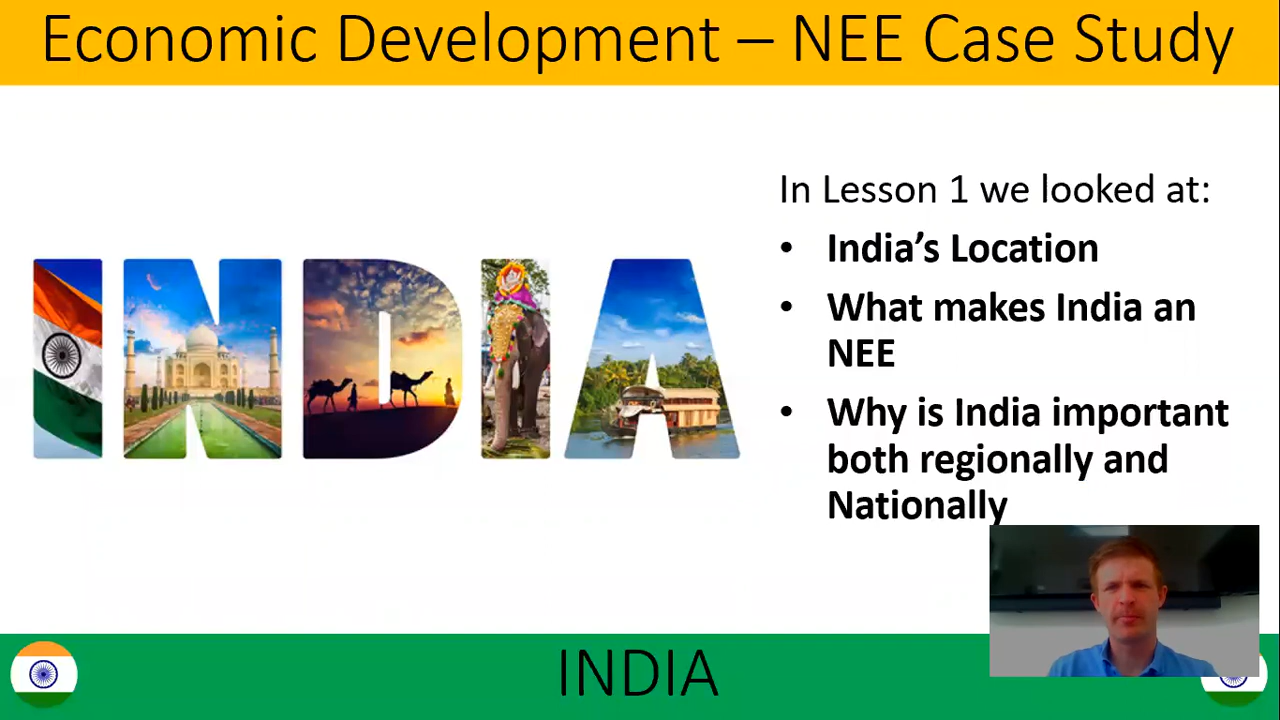 Economic Development – NEE Case Study
INDIA
In Lesson 1 we looked at:
• India’s Location
• What makes India an
NEE
• Why is India important
both regionally and
Nationally
INDIA